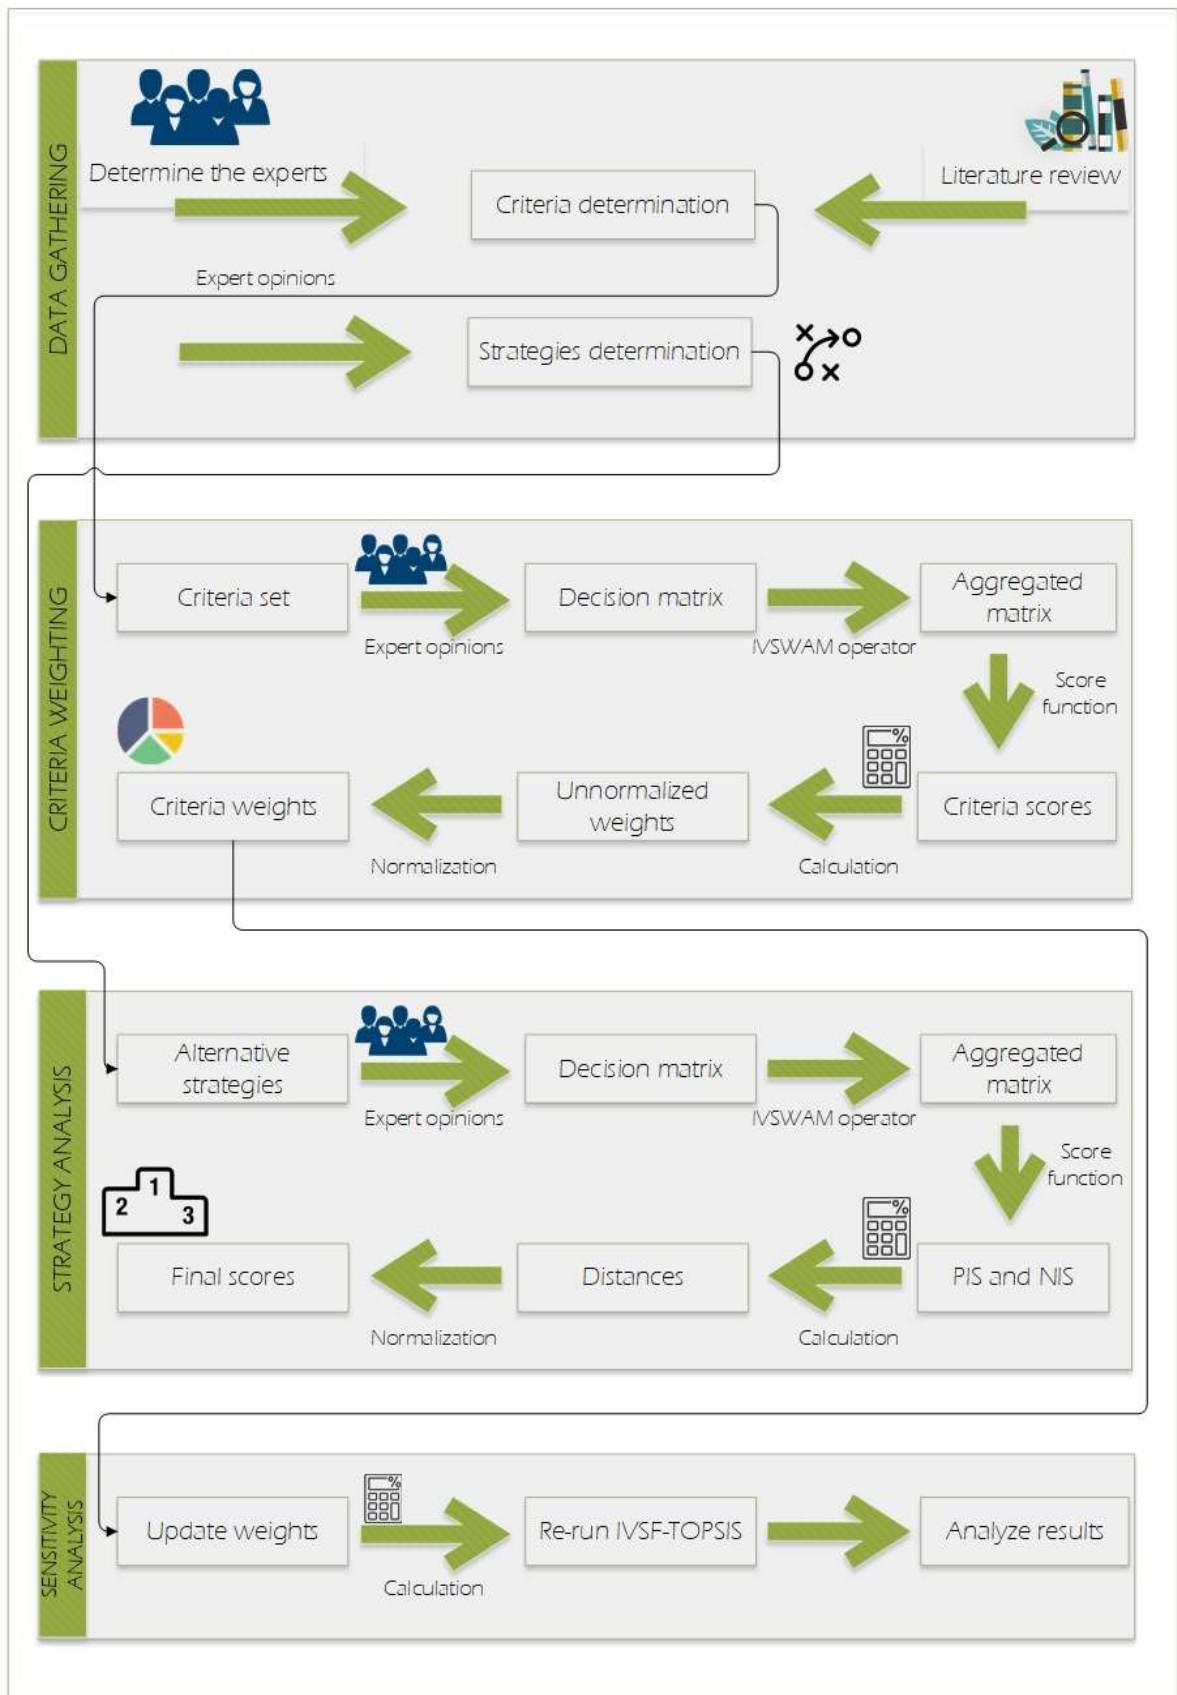 DATA GATHERING
Determine the experts
Literature review
Criteria determination
Expert opinions
Strategies determination
CRITERIA WEIGHTING
Criteria set
Expert opinions
Decision matrix
IVSWAM operator
Aggregated
matrix
Score
function
Criteria scores
%
Calculation
Unnormalized
weights
Normalization
Criteria weights
STRATEGY ANALYSIS
Alternative
strategies
Expert opinions
Decision matrix
IVSWAM operator
Aggregated
matrix
Score
function
PIS and NIS
%
Calculation
Distances
Normalization
Final scores
1
2
3
SENSITIVITY
ANALYSIS
Update weights
%
Calculation
Re-run IVSF-TOPSIS
Analyze results